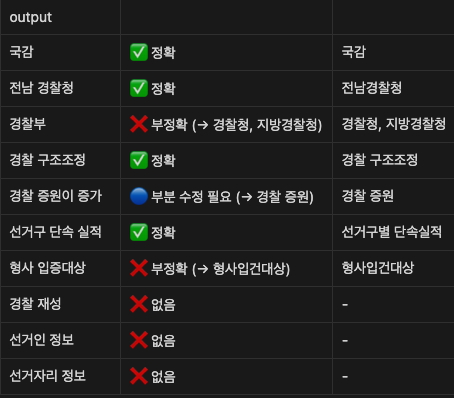 output
국감 ✅ 정확 국감
전남 경찰청 ✅ 정확 전남경찰청
경찰부 ❌ 부정확 (→ 경찰청, 지방경찰청) 경찰청, 지방경찰청
경찰 구조조정 ✅ 정확 경찰 구조조정
경찰 증원이 증가 🔵 부분 수정 필요 (→ 경찰 증원) 경찰 증원
선거구 단속 실적 ✅ 정확 선거구별 단속실적
형사 입증대상 ❌ 부정확 (→ 형사입건대상) 형사입건대상
경찰 재성 ❌ 없음 -
선거인 정보 ❌ 없음 -
선거자리 정보 ❌ 없음 -